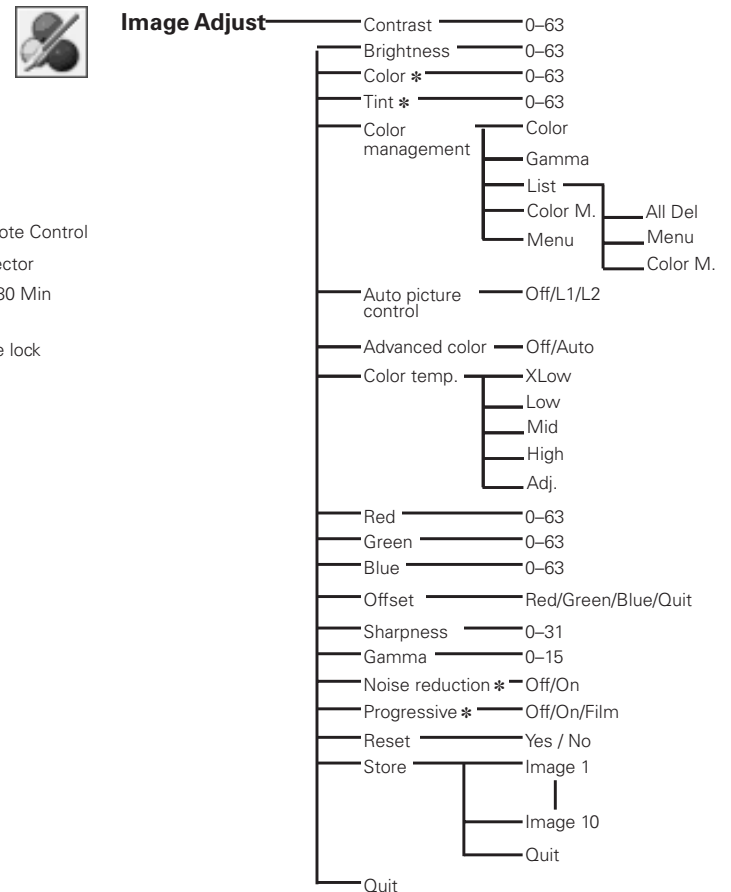 Image Adjust Contrast 0–63
Brightness 0–63
Color * 0–63
Tint * 0–63
Color management Color
Gamma
List
Color M. All Del
Menu Menu
Color M.
ote Control
ector
30 Min
e lock
Auto picture control Off/L1/L2
Advanced color Off/Auto
Color temp. XLow
Low
Mid
High
Adj.
Red 0–63
Green 0–63
Blue 0–63
Offset Red/Green/Blue/Quit
Sharpness 0–31
Gamma 0–15
Noise reduction * Off/On
Progressive * Off/On/Film
Reset Yes / No
Store Image 1
Image 10
Quit
Quit